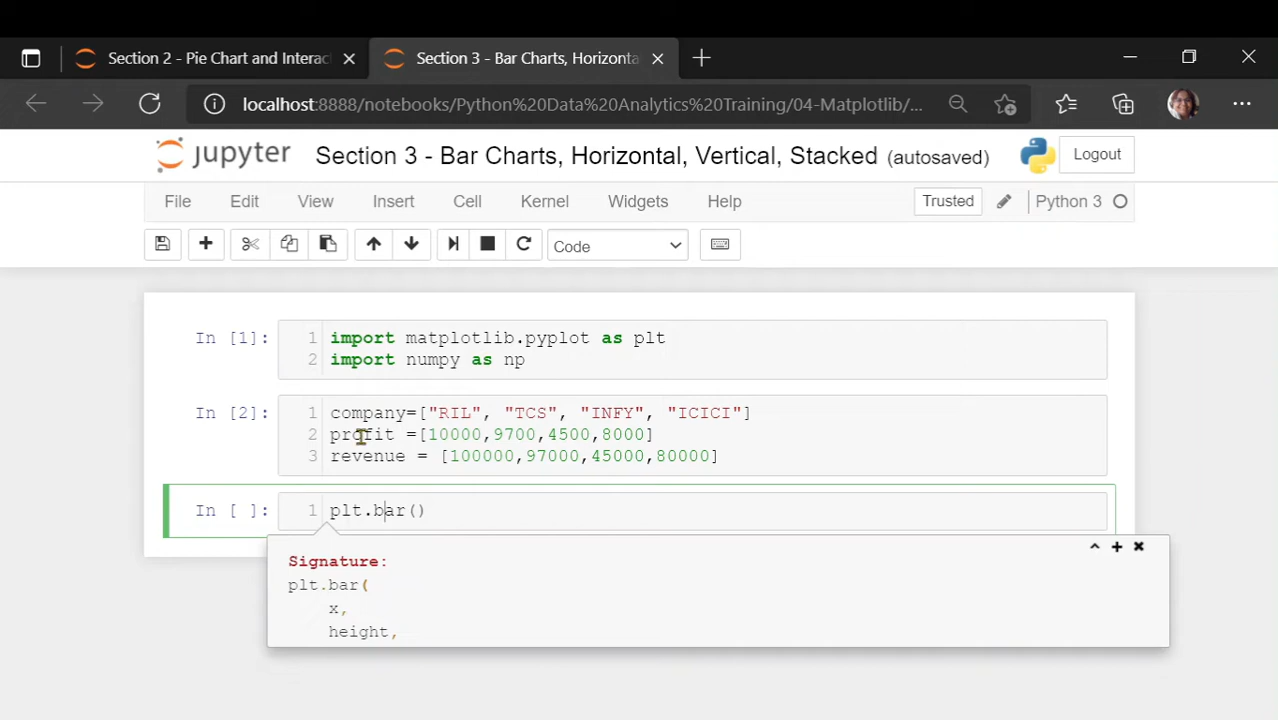 Section 2 - Pie Chart and Interac
Section 3 - Bar Charts, Horizonta
localhost:8888/notebooks/Python%20Data%20Analytics%20Training/04-Matplotlib/...
jupyter Section 3 - Bar Charts, Horizontal, Vertical, Stacked (autosaved) Logout
File Edit View Insert Cell Kernel Widgets Help Trusted Python 3
Code
In [1]: 1 import matplotlib.pyplot as plt
2 import numpy as np
In [2]: 1 company=["RIL", "TCS", "INFY", "ICICI"]
2 profit =[10000,9700,4500,8000]
3 revenue = [100000,97000,45000,80000]
In [ ]: 1 plt.bar()
Signature:
plt.bar(
x,
height,